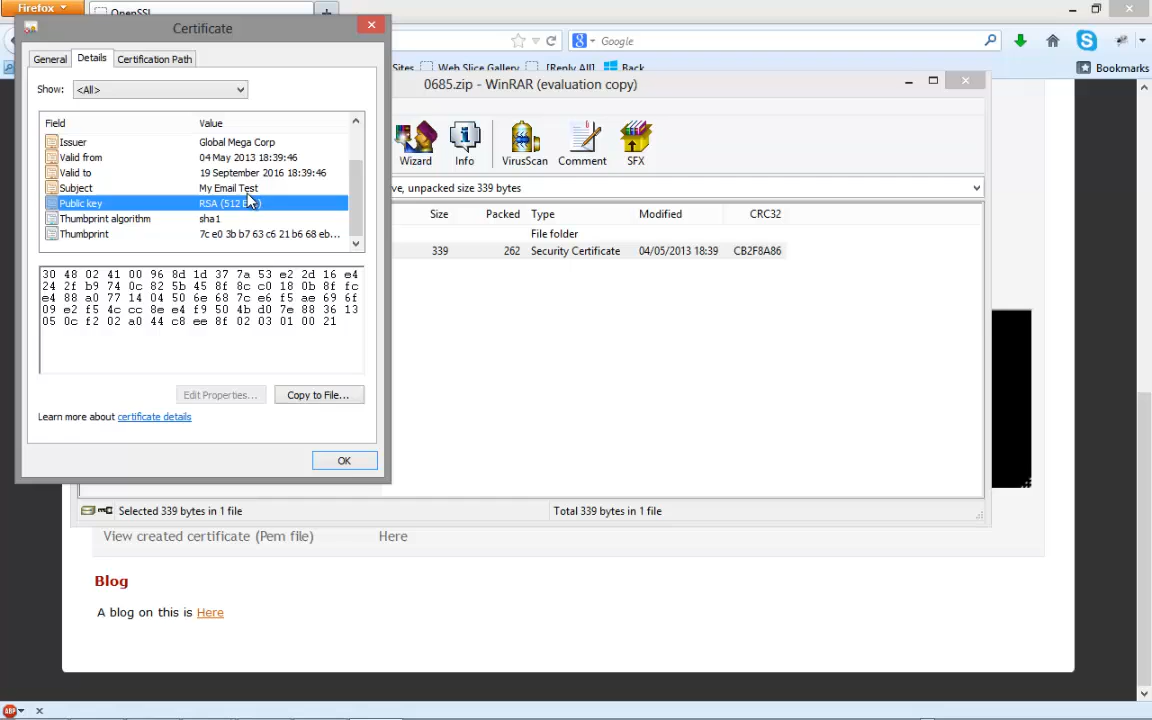 Firefox
OpenSSL
Certificate
Google
Sites
Web Slice Gallery
[Reply All]
Back
Bookmarks
General
Details
Certification Path
Show:
<All>
Field
Value
Issuer
Global Mega Corp
Valid from
04 May 2013 18:39:46
Valid to
19 September 2016 18:39:46
Subject
My Email Test
Public key
RSA (512
Thumbprint algorithm
sha1
Thumbprint
7c e0 3b b7 63 c6 21 b6 68 eb...
30 48 02 41 00 96 8d 1d 37 7a 53 e2 2d 16 e4
24 2f b9 74 0c 82 5b 45 8f 8c c0 18 0b 8f fc
e4 88 a0 77 14 04 50 6e 68 7c e6 f5 ae 69 6f
09 e2 f5 4c cc 8e e4 f9 50 4b d0 7e 88 36 13
05 0c f2 02 a0 44 c8 ee 8f 02 03 01 00 21
Edit Properties...
Copy to File...
Learn more about certificate details
OK
0685.zip - WinRAR (evaluation copy)
Wizard
Info
VirusScan
Comment
SFX
ve, unpacked size 339 bytes
Size
Packed
Type
Modified
CRC32
File folder
339
262
Security Certificate
04/05/2013 18:39
CB2F8A86
Selected 339 bytes in 1 file
Total 339 bytes in 1 file
View created certificate (Pem file)
Here
Blog
A blog on this is Here
ABP